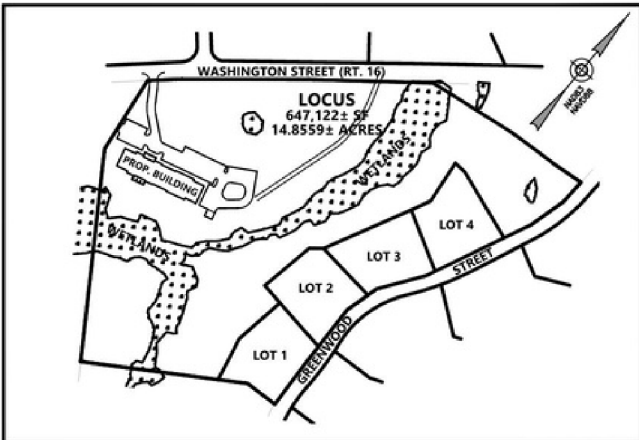 WASHINGTON STREET (RT. 16)
LOCUS
647,122± SF
14.8559± ACRES
NAD83
PROP. BUILDING
WETLANDS
WETLANDS
LOT 4
LOT 3
STREET
LOT 2
GREENWOOD
LOT 1